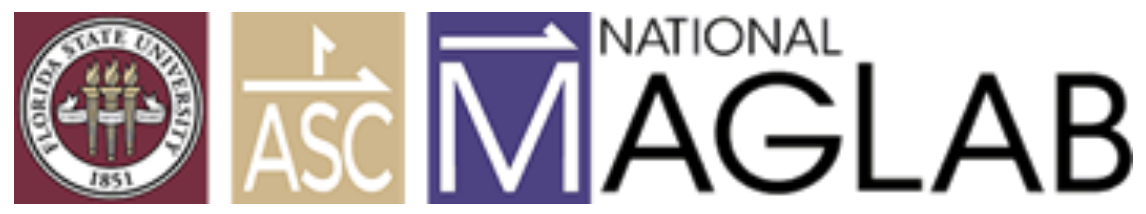 FLORIDA STATE UNIVERSITY
1851
ASC
NATIONAL
MAGLAB